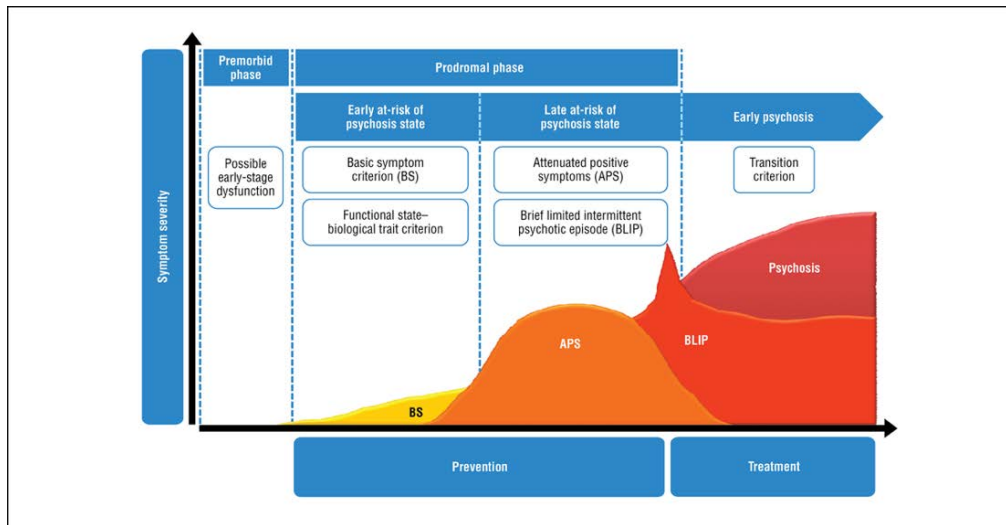 Premorbid
phase
Prodromal phase
Early at-risk of
psychosis state
Late at-risk of
psychosis state
Early psychosis
Possible
early-stage
dysfunction
Basic symptom
criterion (BS)
Functional state–
biological trait criterion
Attenuated positive
symptoms (APS)
Brief limited intermittent
psychotic episode (BLIP)
Transition
criterion
Symptom severity
Psychosis
APS
BLIP
BS
Prevention
Treatment